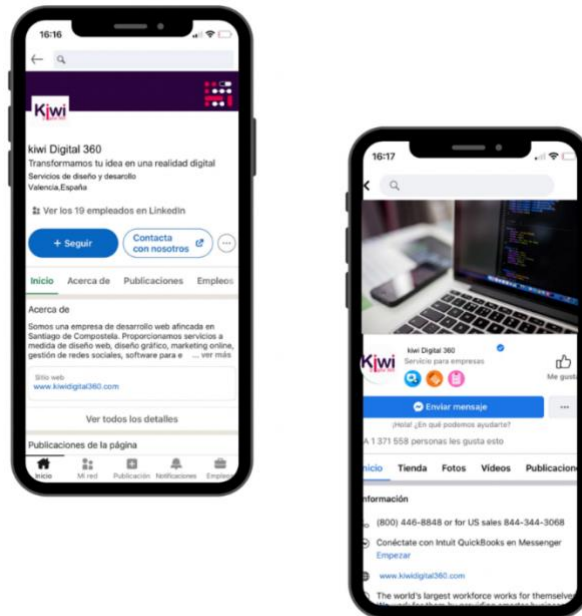 16:16
Kiwi
kiwi Digital 360
Transformamos tu idea en una realidad digital
Servicios de diseño y desarollo
Valencia,España
Ver los 19 empleados en LinkedIn
+ Seguir
Contacta
con nosotros
Inicio Acerca de Publicaciones Empleos
Acerca de
Somos una empresa de desarrollo web afincada en
Santiago de Compostela. Proporcionamos servicios a
medida de diseño web, diseño gráfico, marketing online,
gestión de redes sociales, software para e ... ver más
Sitio web
www.kiwidigital360.com
Ver todos los detalles
Publicaciones de la página
Inicio Mi red Publicación Notificaciones Empleos
16:17
Kiwi
kiwi Digital 360
Servicio para empresas
Me gusta
Enviar mensaje
¡Hola! ¿En qué podemos ayudarte?
A 1 371 558 personas les gusta esto
nicio Tienda Fotos Vídeos Publicacion
nformación
(800) 446-8848 or for US sales 844-344-3068
Conéctate con Intuit QuickBooks en Messenger
Empezar
www.kiwidigital360.com
The world's largest workforce works for themselve